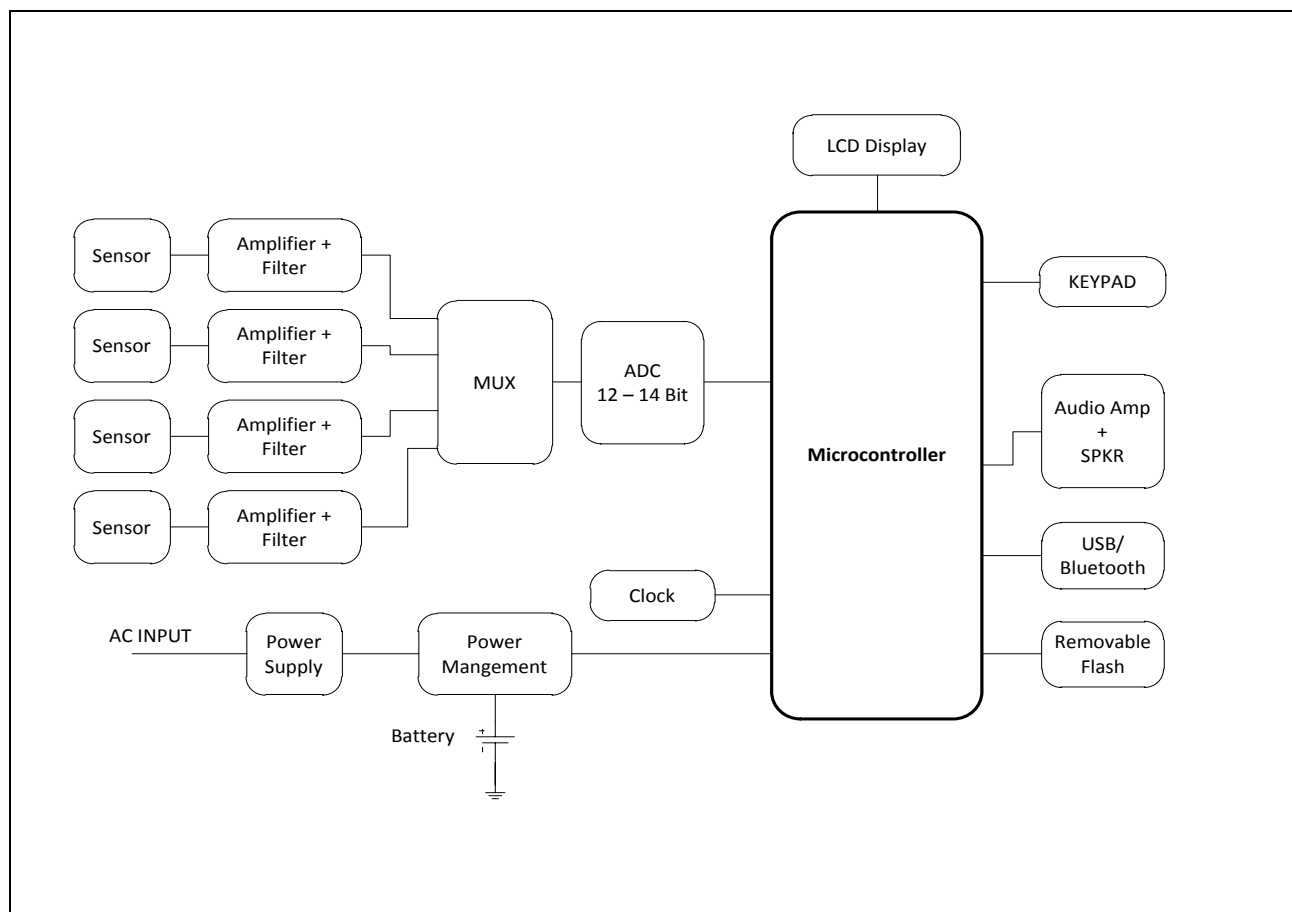 LCD Display
Sensor
Amplifier +
Filter
Sensor
Amplifier +
Filter
Sensor
Amplifier +
Filter
Sensor
Amplifier +
Filter
MUX
ADC
12 – 14 Bit
Microcontroller
KEYPAD
Audio Amp
+
SPKR
USB/
Bluetooth
Removable
Flash
Clock
AC INPUT
Power
Supply
Power
Mangement
Battery
+
-